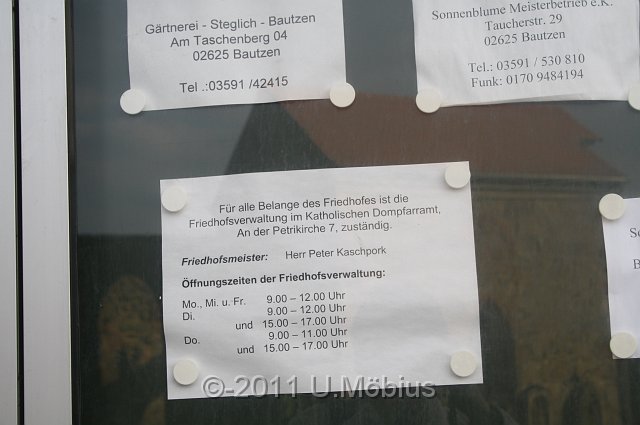 Gärtnerei - Steglich - Bautzen
Am Taschenberg 04
02625 Bautzen
Tel .:03591 /42415
Sonnenblume Meisterbetrieb e.K.
Taucherstr. 29
02625 Bautzen
Tel.: 03591 / 530 810
Funk: 0170 9484194
Für alle Belange des Friedhofes ist die
Friedhofsverwaltung im Katholischen Dompfarramt,
An der Petrikirche 7, zuständig.
Friedhofsmeister: Herr Peter Kaschpork
Öffnungszeiten der Friedhofsverwaltung:
Mo., Mi. u. Fr. 9.00 – 12.00 Uhr
Di. 9.00 – 12.00 Uhr
und 15.00 – 17.00 Uhr
Do. 9.00 – 11.00 Uhr
und 15.00 – 17.00 Uhr
©-2011 U.Möbius